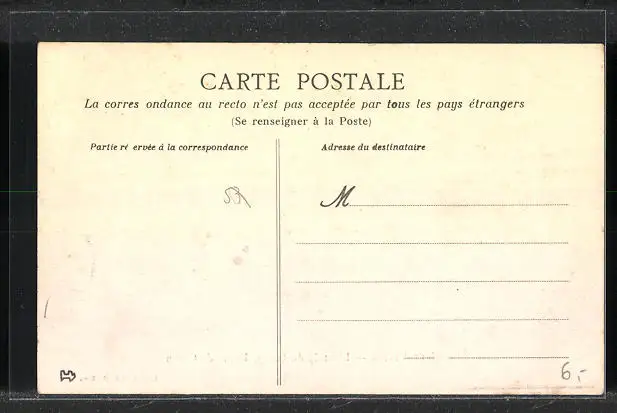 CARTE POSTALE
La corres ondance au recto n'est pas acceptée par tous les pays étrangers
(Se renseigner à la Poste)
Partie ré ervée à la correspondance
Adresse du destinataire
M
6,-